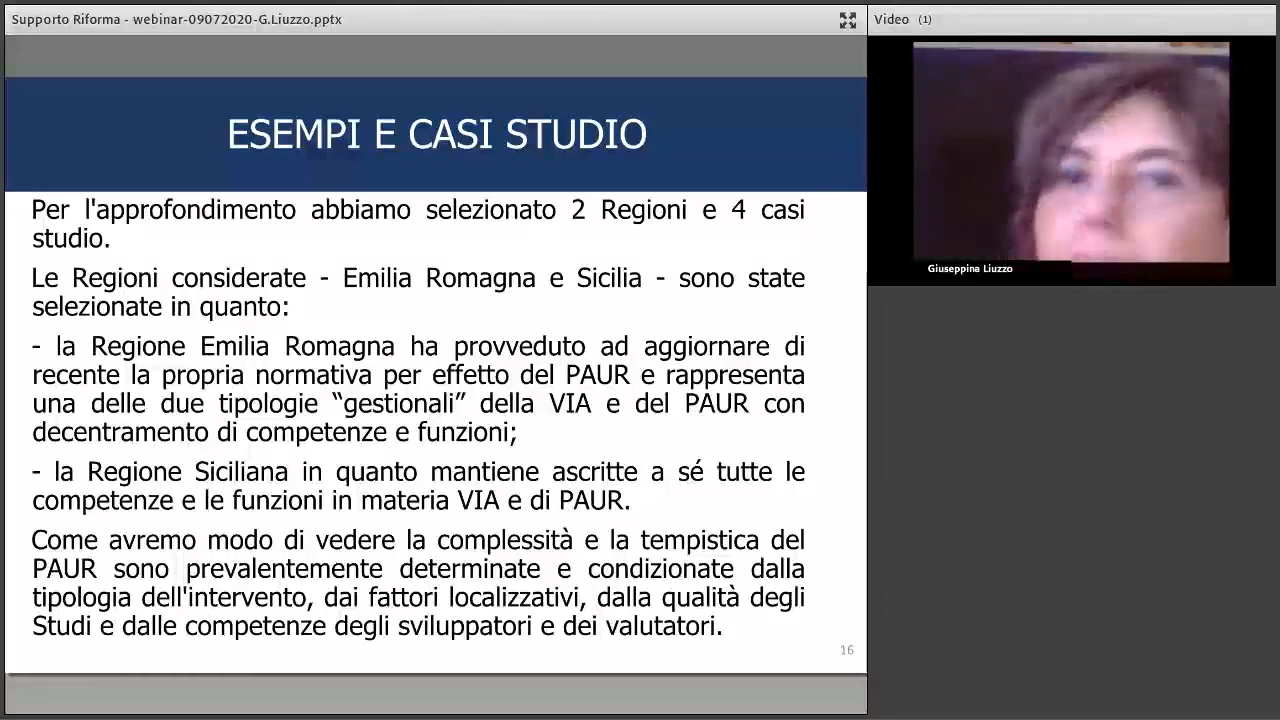 Supporto Riforma - webinar-09072020-G.Liuzzo.pptx
Video (1)
Giuseppina Liuzzo
ESEMPI E CASI STUDIO
Per l'approfondimento abbiamo selezionato 2 Regioni e 4 casi
studio.
Le Regioni considerate - Emilia Romagna e Sicilia - sono state
selezionate in quanto:
- la Regione Emilia Romagna ha provveduto ad aggiornare di
recente la propria normativa per effetto del PAUR e rappresenta
una delle due tipologie “gestionali” della VIA e del PAUR con
decentramento di competenze e funzioni;
- la Regione Siciliana in quanto mantiene ascritte a sé tutte le
competenze e le funzioni in materia VIA e di PAUR.
Come avremo modo di vedere la complessità e la tempistica del
PAUR sono prevalentemente determinate e condizionate dalla
tipologia dell'intervento, dai fattori localizzativi, dalla qualità degli
Studi e dalle competenze degli sviluppatori e dei valutatori.
16